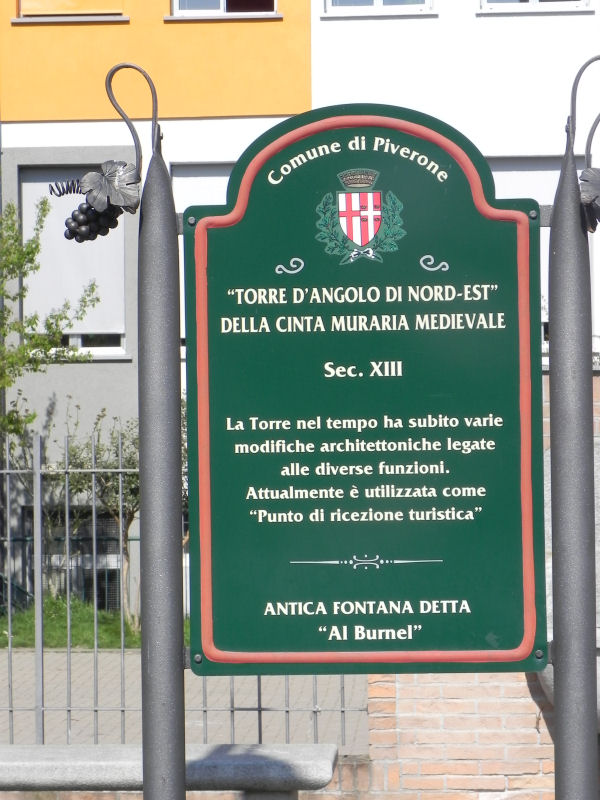 Comune di Piverone
“TORRE D'ANGOLO DI NORD-EST”
DELLA CINTA MURARIA MEDIEVALE
Sec. XIII
La Torre nel tempo ha subito varie
modifiche architettoniche legate
alle diverse funzioni.
Attualmente è utilizzata come
“Punto di ricezione turistica”
ANTICA FONTANA DETTA
“Al Burnel”